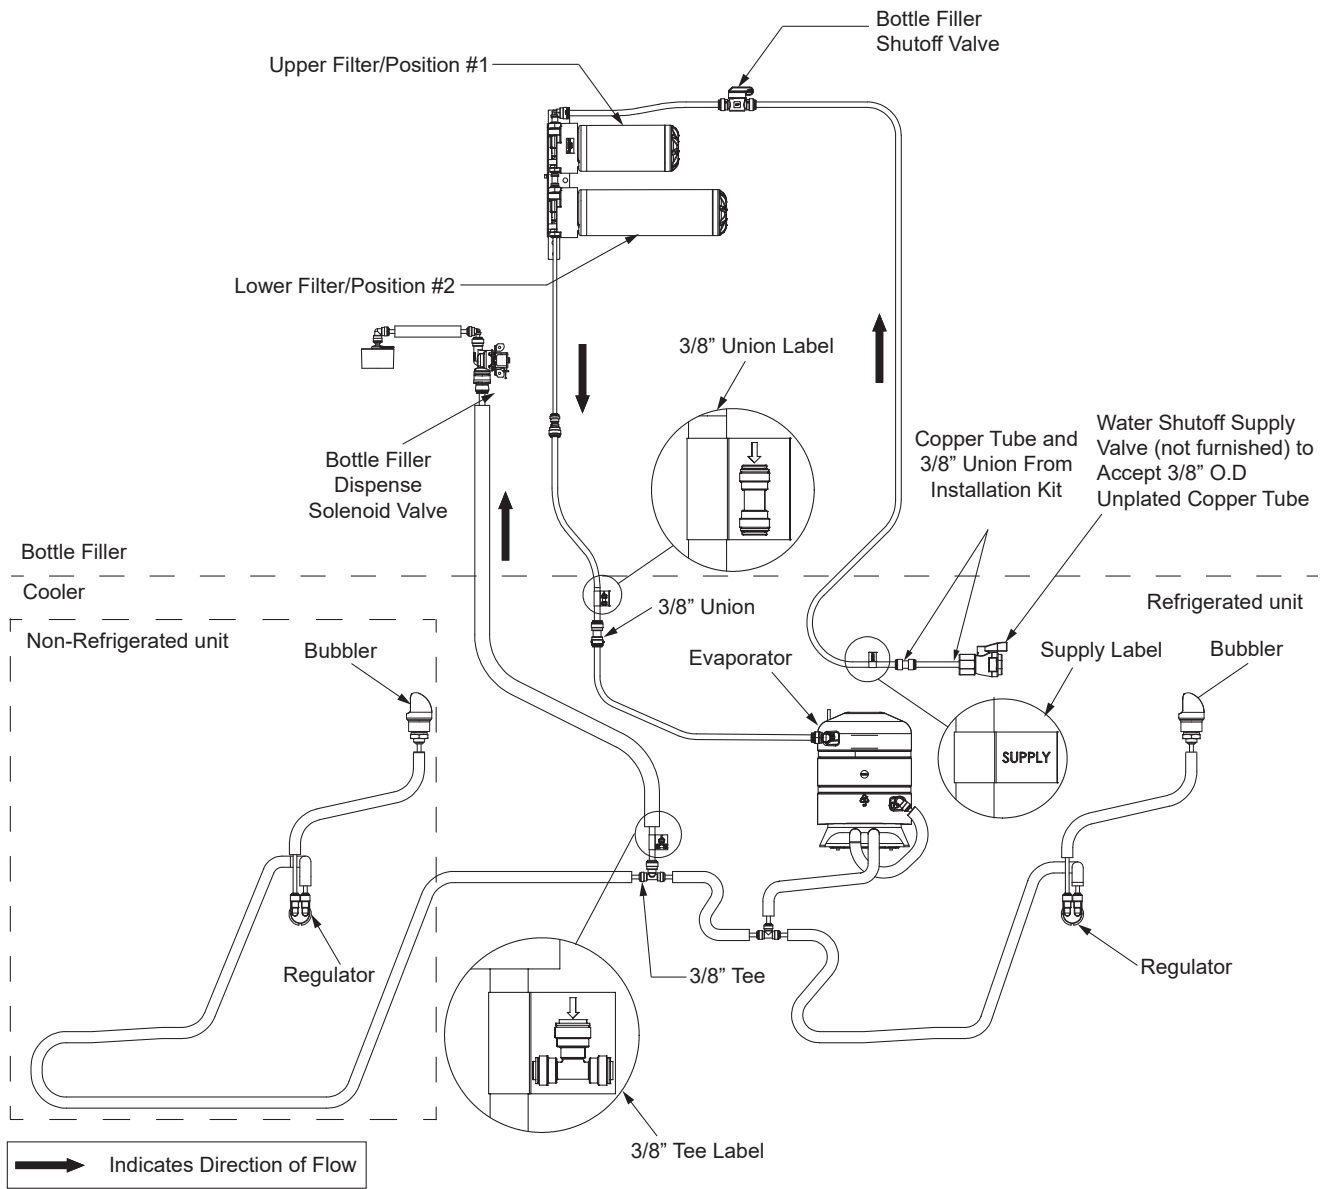 Bottle Filler
Shutoff Valve
Upper Filter/Position #1
Lower Filter/Position #2
3/8” Union Label
Copper Tube and
3/8” Union From
Installation Kit
Water Shutoff Supply
Valve (not furnished) to
Accept 3/8” O.D
Unplated Copper Tube
Bottle Filler
Dispense
Solenoid Valve
Bottle Filler
Cooler
3/8” Union
Refrigerated unit
Non-Refrigerated unit
Bubbler
Evaporator
Supply Label
Bubbler
SUPPLY
Regulator
3/8” Tee
Regulator
3/8” Tee Label
Indicates Direction of Flow